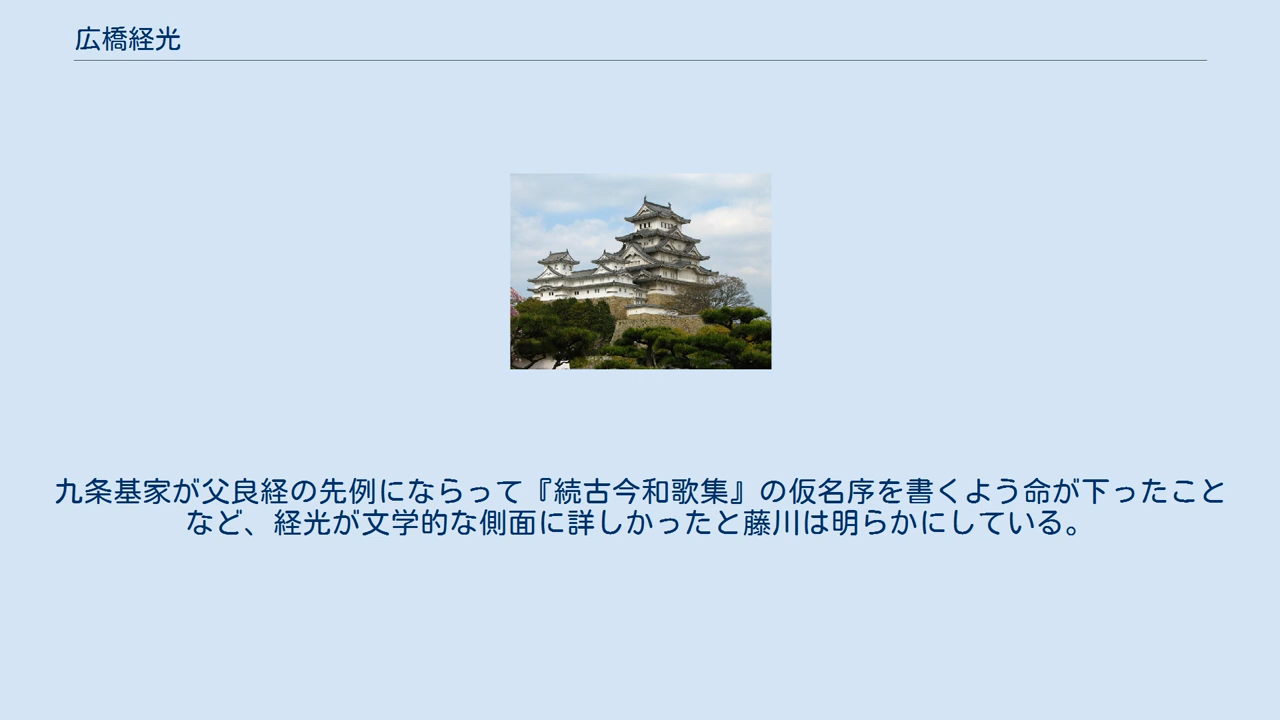 広橋経光
九条基家が父良経の先例にならって『続古今和歌集』の仮名序を書くよう命が下ったこと
など、経光が文学的な側面に詳しかったと藤川は明らかにしている。